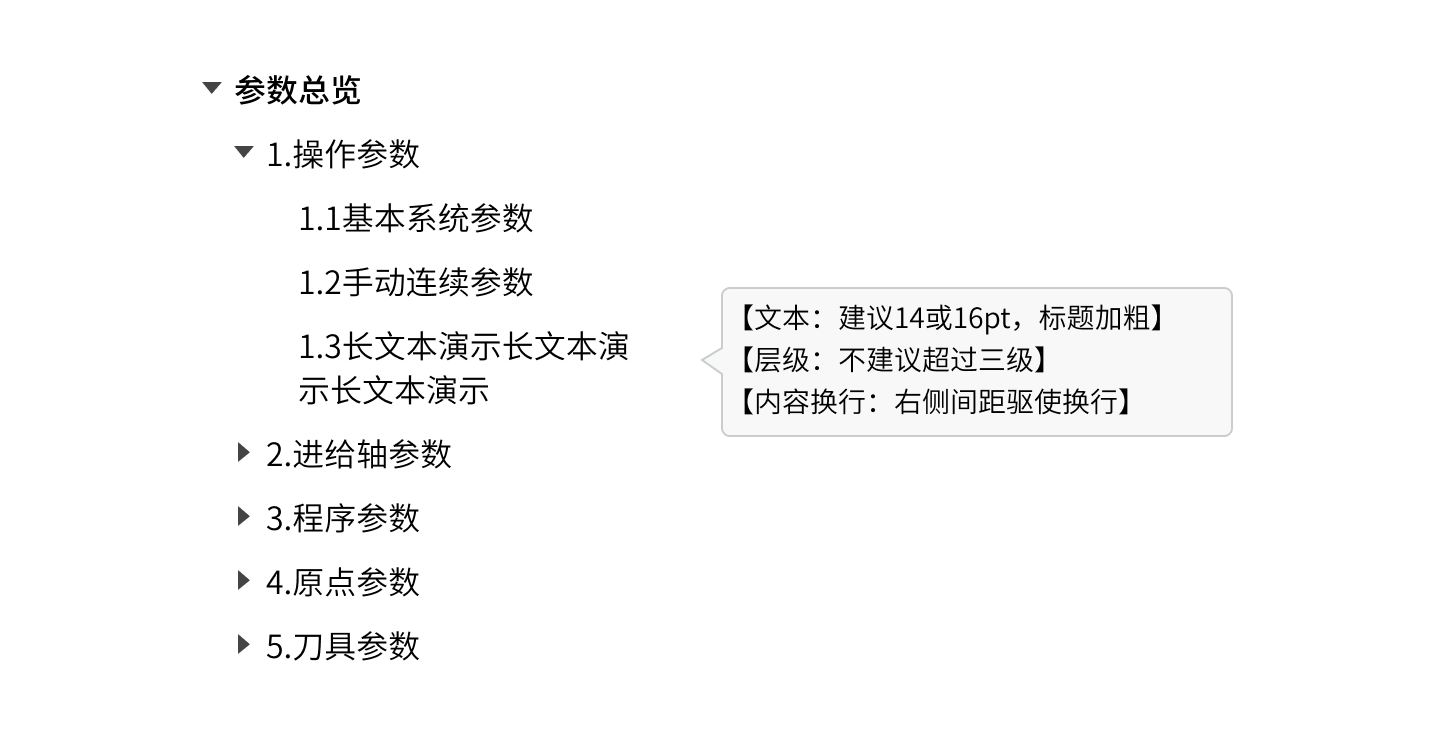 参数总览
1.操作参数
1.1基本系统参数
1.2手动连续参数
1.3长文本演示长文本演
示长文本演示
2.进给轴参数
3.程序参数
4.原点参数
5.刀具参数
【文本：建议14或16pt，标题加粗】
【层级：不建议超过三级】
【内容换行：右侧间距驱使换行】